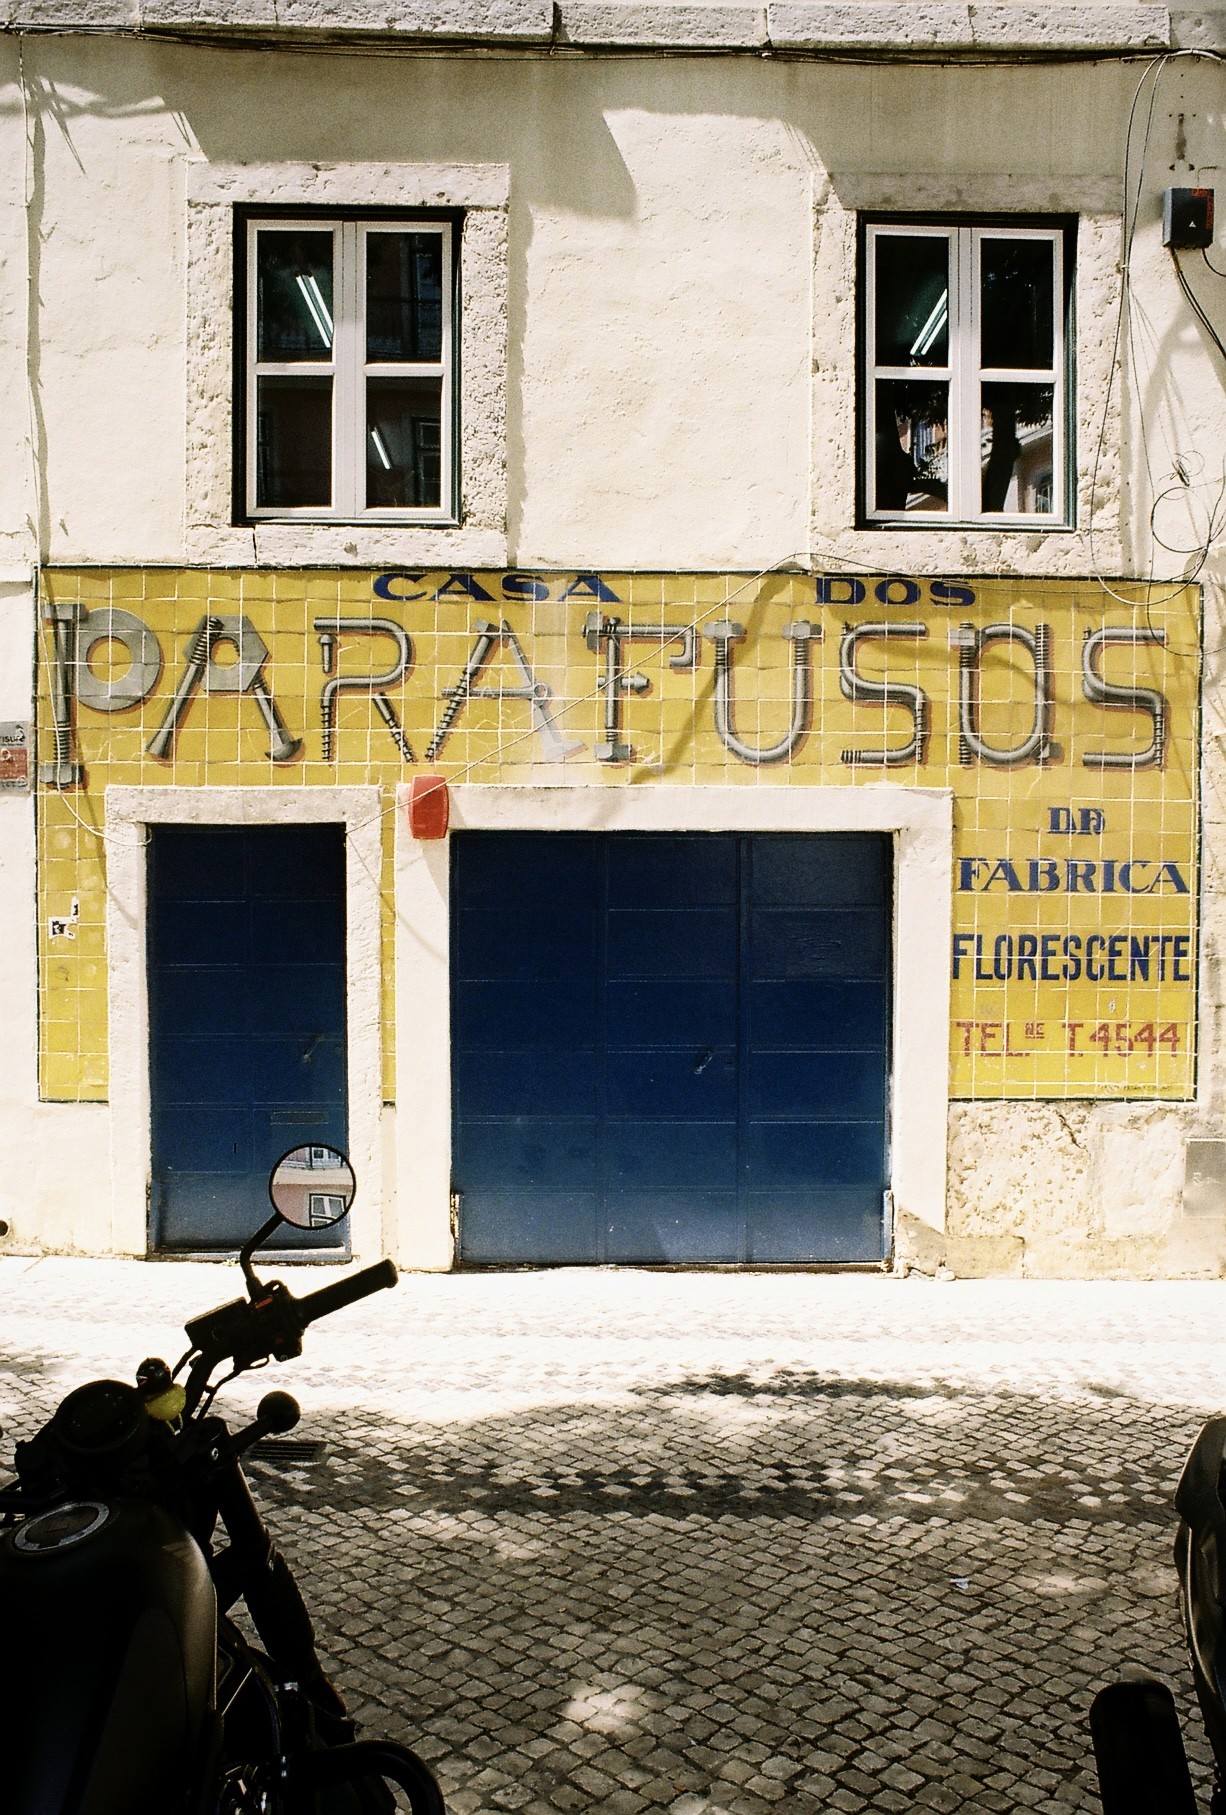 CASA DOS
PARAFUSOS
DA
FABRICA
FLORESCENTE
TEL.NE T.4544